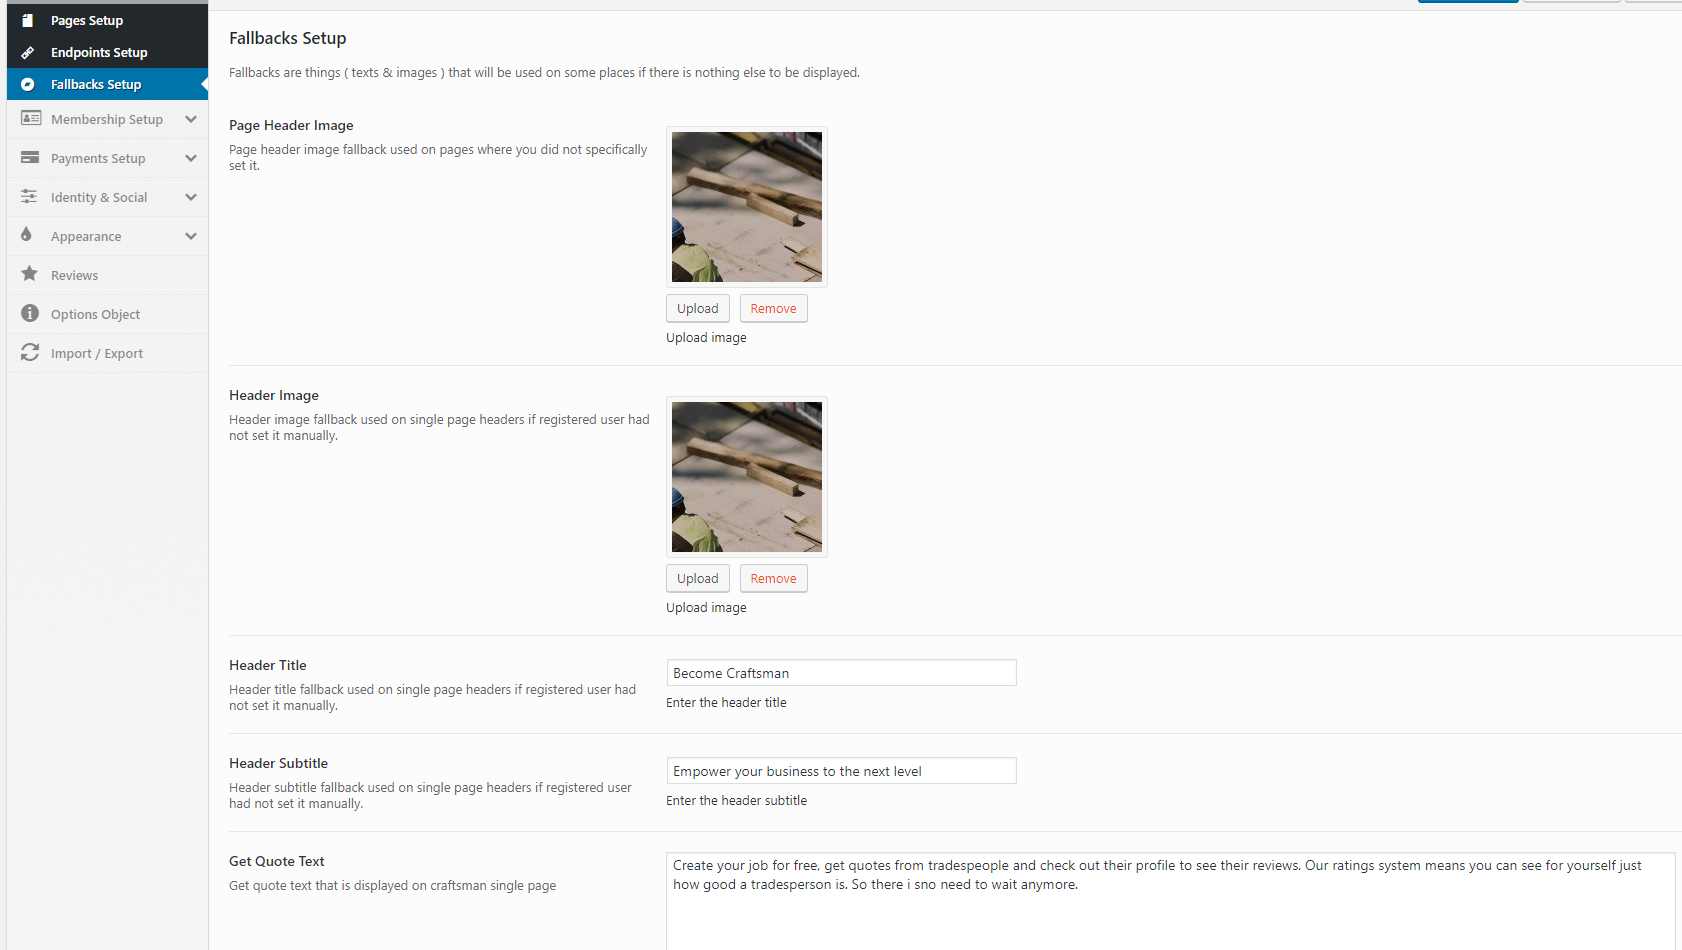 Pages Setup
Endpoints Setup
Fallbacks Setup
Membership Setup
Payments Setup
Identity & Social
Appearance
Reviews
Options Object
Import / Export
Fallbacks Setup
Fallbacks are things ( texts & images ) that will be used on some places if there is nothing else to be displayed.
Page Header Image
Page header image fallback used on pages where you did not specifically
set it.
Upload
Remove
Upload image
Header Image
Header image fallback used on single page headers if registered user had
not set it manually.
Upload
Remove
Upload image
Header Title
Header title fallback used on single page headers if registered user had
not set it manually.
Become Craftsman
Enter the header title
Header Subtitle
Header subtitle fallback used on single page headers if registered user
had not set it manually.
Empower your business to the next level
Enter the header subtitle
Get Quote Text
Get quote text that is displayed on craftsman single page
Create your job for free, get quotes from tradespeople and check out their profile to see their reviews. Our ratings system means you can see for yourself just
how good a tradesperson is. So there i sno need to wait anymore.